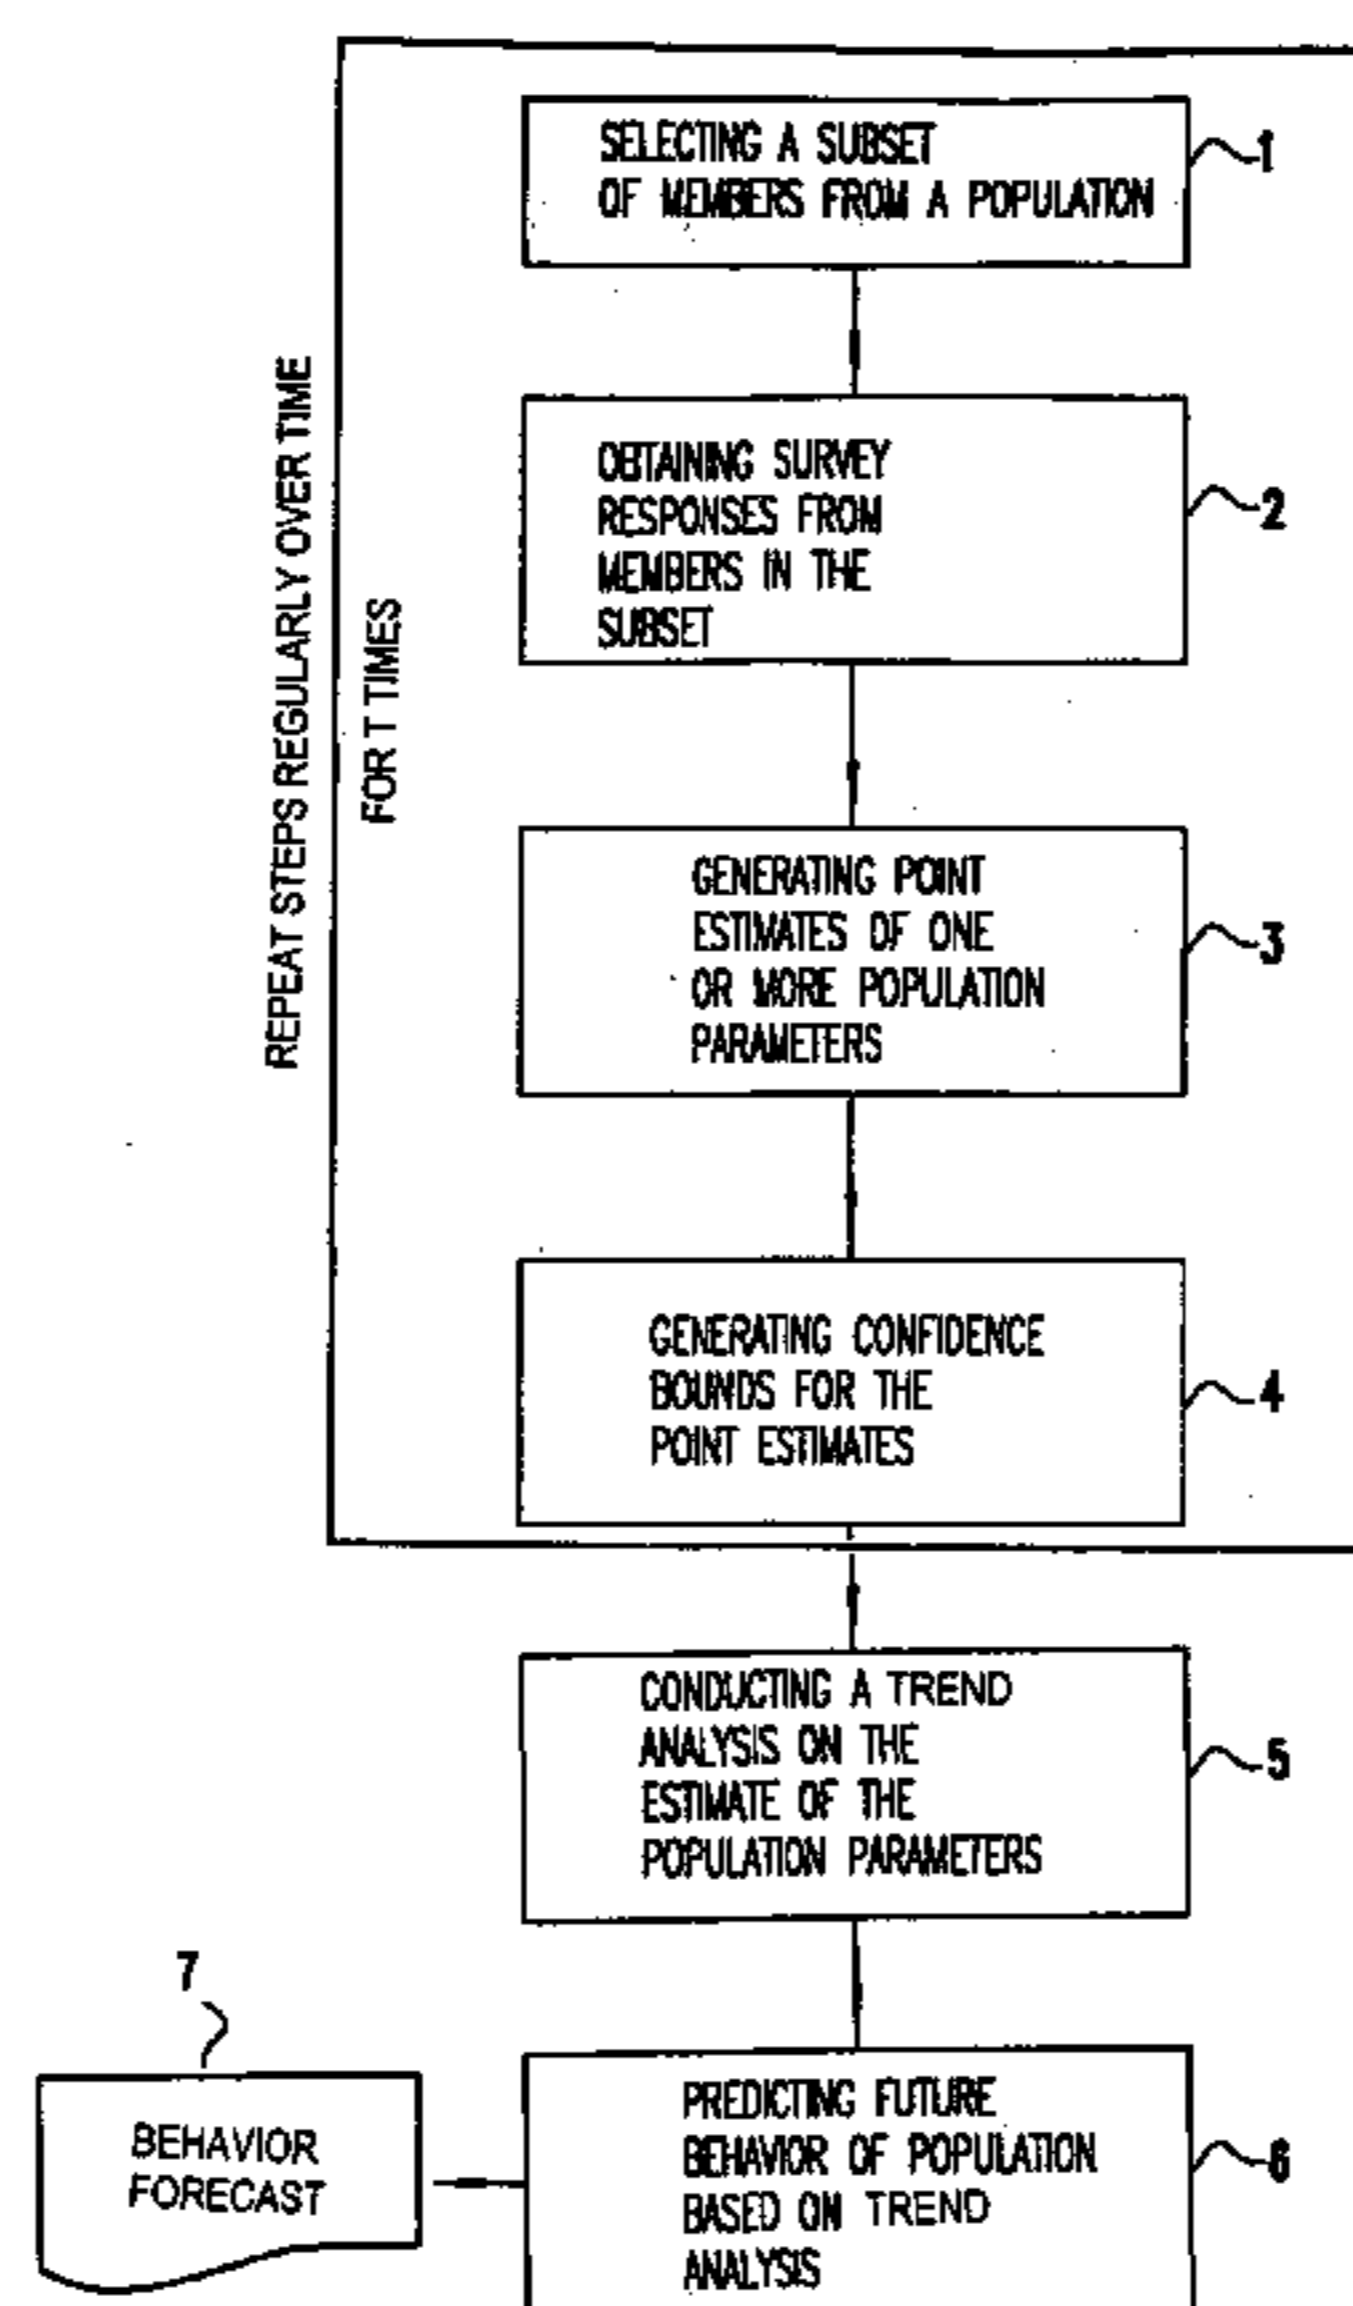 SELECTING A SUBSET
OF MEMBERS FROM A POPULATION
1
OBTAINING SURVEY
RESPONSES FROM
MEMBERS IN THE
SUBSET
2
REPEAT STEPS REGULARLY OVER TIME
FOR T TIMES
GENERATING POINT
ESTIMATES OF ONE
OR MORE POPULATION
PARAMETERS
3
GENERATING CONFIDENCE
BOUNDS FOR THE
POINT ESTIMATES
4
CONDUCTING A TREND
ANALYSIS ON THE
ESTIMATE OF THE
POPULATION PARAMETERS
5
PREDICTING FUTURE
BEHAVIOR OF POPULATION
BASED ON TREND
ANALYSIS
6
7
BEHAVIOR
FORECAST